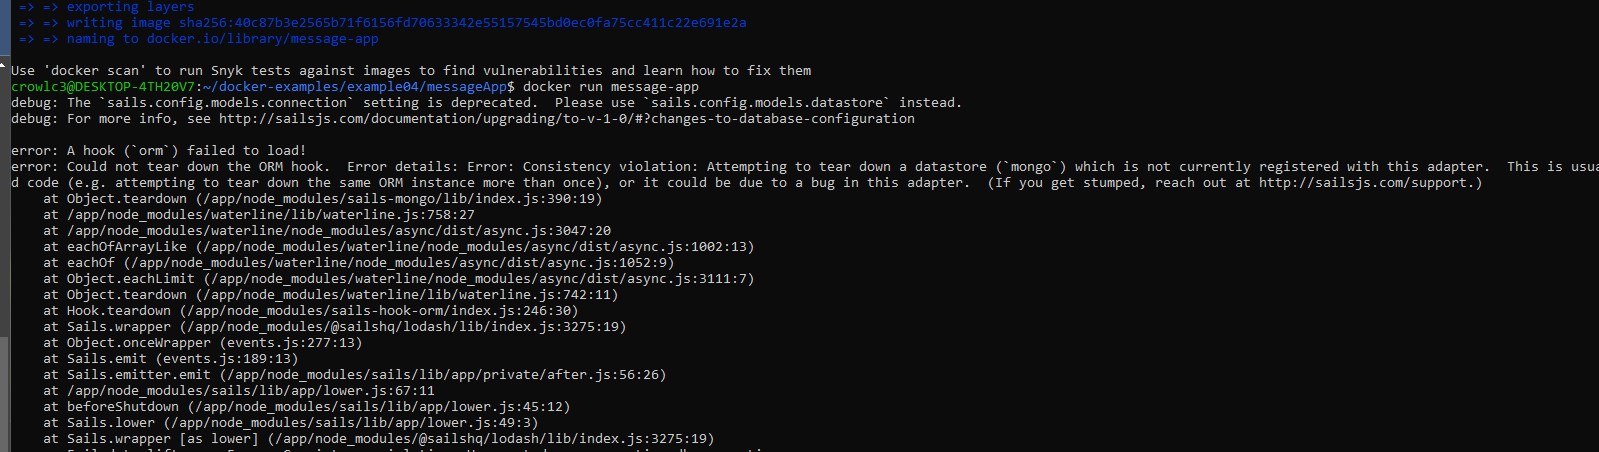 => => exporting layers
=> => writing image sha256:40c87b3e2565b71f6156fd70633342e55157545bd0ec0fa75cc411c22e691e2a
=> => naming to docker.io/library/message-app
Use 'docker scan' to run Snyk tests against images to find vulnerabilities and learn how to fix them
crowlc3@DESKTOP-4TH20V7:~/docker-examples/example04/messageApp$ docker run message-app
debug: The `sails.config.models.connection` setting is deprecated.  Please use `sails.config.models.datastore` instead.
debug: For more info, see http://sailsjs.com/documentation/upgrading/to-v-1-0/#?changes-to-database-configuration
error: A hook (`orm`) failed to load!
error: Could not tear down the ORM hook.  Error details: Error: Consistency violation: Attempting to tear down a datastore (`mongo`) which is not currently registered with this adapter.  This is usua
d code (e.g. attempting to tear down the same ORM instance more than once), or it could be due to a bug in this adapter.  (If you get stumped, reach out at http://sailsjs.com/support.)
at Object.teardown (/app/node_modules/sails-mongo/lib/index.js:390:19)
at /app/node_modules/waterline/lib/waterline.js:758:27
at /app/node_modules/waterline/node_modules/async/dist/async.js:3047:20
at eachOfArrayLike (/app/node_modules/waterline/node_modules/async/dist/async.js:1002:13)
at eachOf (/app/node_modules/waterline/node_modules/async/dist/async.js:1052:9)
at Object.eachLimit (/app/node_modules/waterline/node_modules/async/dist/async.js:3111:7)
at Object.teardown (/app/node_modules/waterline/lib/waterline.js:742:11)
at Hook.teardown (/app/node_modules/sails-hook-orm/index.js:246:30)
at Sails.wrapper (/app/node_modules/@sailshq/lodash/lib/index.js:3275:19)
at Object.onceWrapper (events.js:277:13)
at Sails.emit (events.js:189:13)
at Sails.emitter.emit (/app/node_modules/sails/lib/app/private/after.js:56:26)
at /app/node_modules/sails/lib/app/lower.js:67:11
at beforeShutdown (/app/node_modules/sails/lib/app/lower.js:45:12)
at Sails.lower (/app/node_modules/sails/lib/app/lower.js:49:3)
at Sails.wrapper [as lower] (/app/node_modules/@sailshq/lodash/lib/index.js:3275:19)